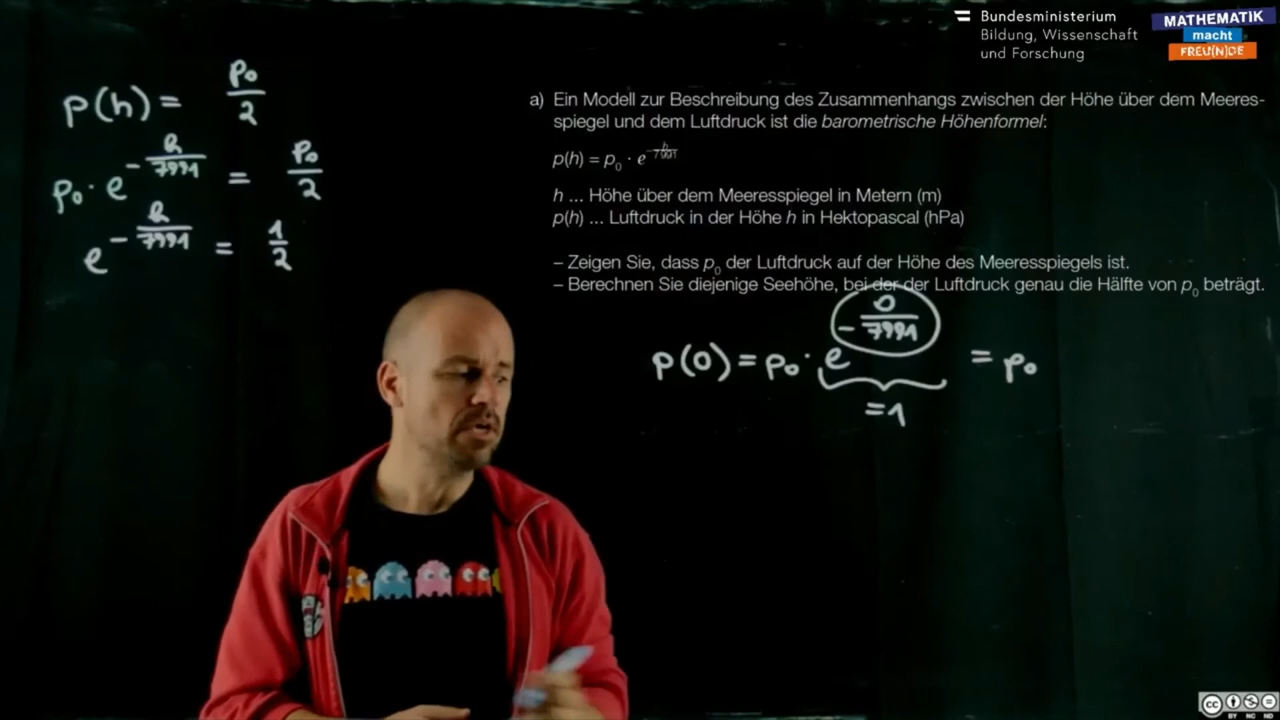 Bundesministerium
Bildung, Wissenschaft
und Forschung
MATHEMATIK
macht
FREU(N)DE
p(h) = p₀/2
p₀ · e^(-h/7991) = p₀/2
e^(-h/7991) = 1/2
a) Ein Modell zur Beschreibung des Zusammenhangs zwischen der Höhe über dem Meeres-
spiegel und dem Luftdruck ist die barometrische Höhenformel:
p(h) = p₀ · e^(-h/7991)
h ... Höhe über dem Meeresspiegel in Metern (m)
p(h) ... Luftdruck in der Höhe h in Hektopascal (hPa)
– Zeigen Sie, dass p₀ der Luftdruck auf der Höhe des Meeresspiegels ist.
– Berechnen Sie diejenige Seehöhe, bei der der Luftdruck genau die Hälfte von p₀ beträgt.
p(0) = p₀ · e^(-0/7991) = p₀
=1
cc
BY NC ND